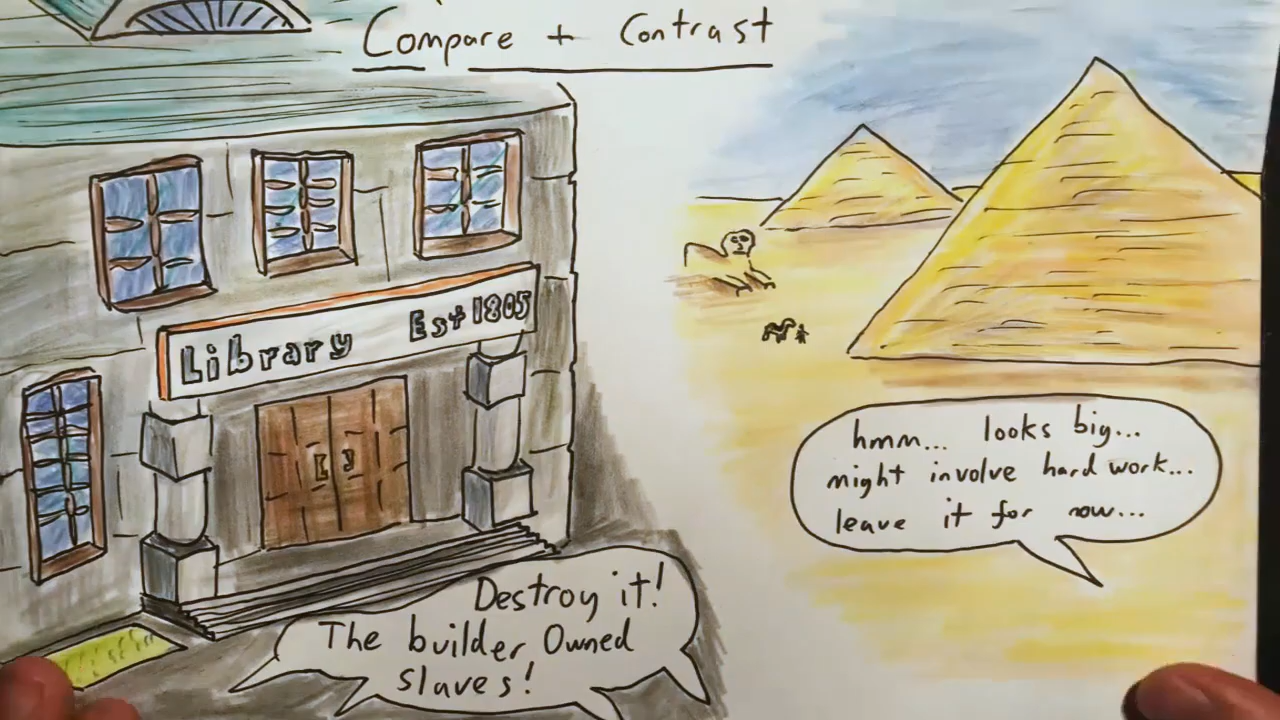 Compare + Contrast
Library Est 1805
Destroy it!
The builder Owned
slaves!
hmm... looks big...
might involve hard work...
leave it for now...